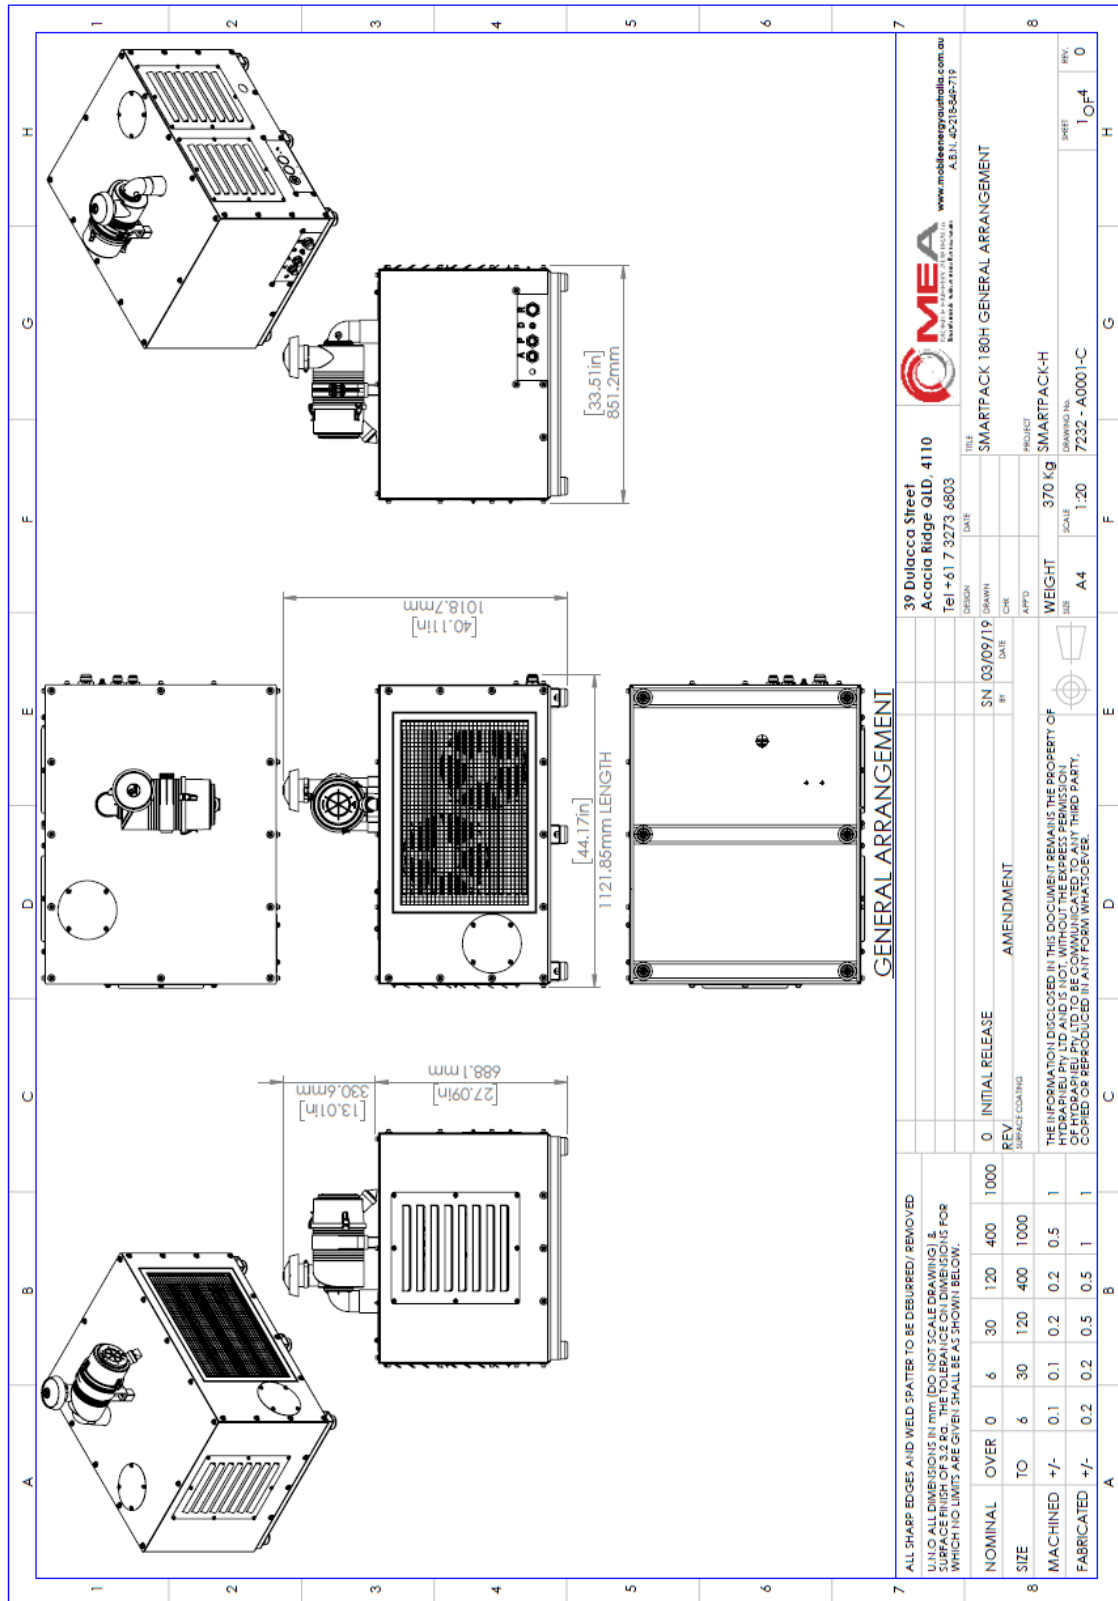 A B C D E F G H
1
2
3
4
5
6
7
8
[13.01in]
330.6mm
[27.09in]
688.1mm
[40.11in]
1018.7mm
[44.17in]
1121.85mm LENGTH
A P D R
[33.51in]
851.2mm
GENERAL ARRANGEMENT
1
2
3
4
5
6
7
8
ALL SHARP EDGES AND WELD SPATTER TO BE DEBURRED/ REMOVED
U.N.O ALL DIMENSIONS IN mm (DO NOT SCALE DRAWING) &
SURFACE FINISH OF 3.2 Ra. THE TOLERANCE ON DIMENSIONS FOR
WHICH NO LIMITS ARE GIVEN SHALL BE AS SHOWN BELOW.
NOMINAL OVER 0 6 30 120 400 1000
SIZE TO 6 30 120 400 1000
MACHINED +/- 0.1 0.1 0.2 0.2 0.5 1
FABRICATED +/- 0.2 0.2 0.5 0.5 1 1
0 INITIAL RELEASE SN 03/09/19
REV. AMENDMENT BY DATE
SURFACE COATING
THE INFORMATION DISCLOSED IN THIS DOCUMENT REMAINS THE PROPERTY OF
HYDRAPNEU Pty LTD AND IS NOT, WITHOUT THE EXPRESS PERMISSION
OF HYDRAPNEU Pty LTD TO BE COMMUNICATED TO ANY THIRD PARTY,
COPIED OR REPRODUCED IN ANY FORM WHATSOEVER.
39 Dulacca Street
Acacia Ridge QLD, 4110
Tel +61 7 3273 6803
MEA
www.mobileenergyaustralia.com.au
A.B.N. 40-218-849-719
DESIGN DATE
DRAWN
CHK
APP'D
TITLE
SMARTPACK 180H GENERAL ARRANGEMENT
PROJECT
SMARTPACK-H
WEIGHT 370 Kg
SIZE A4
SCALE 1:20
DRAWING No.
7232 - A0001-C
SHEET
1 OF 4
REV.
0
A B C D E F G H